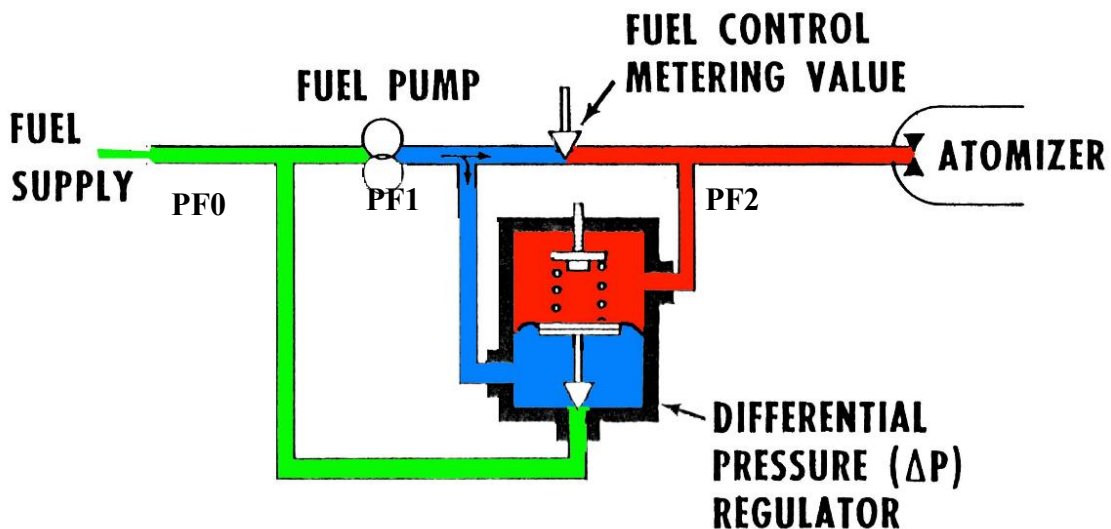 FUEL CONTROL
METERING VALUE
FUEL PUMP
FUEL
SUPPLY
ATOMIZER
PF0
PF1
PF2
DIFFERENTIAL
PRESSURE (ΔP)
REGULATOR